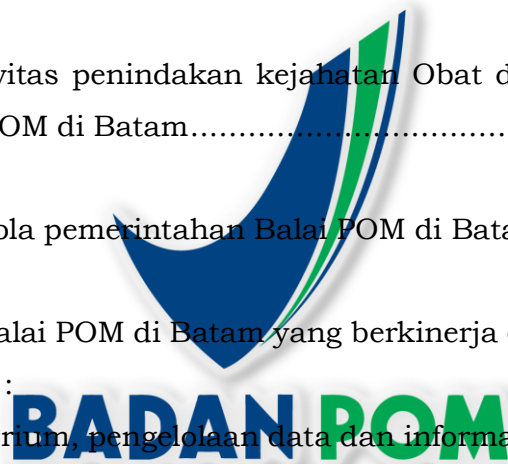 vitas penindakan kejahatan Obat d
OM di Batam.................................
ola pemerintahan Balai POM di Bata
alai POM di Batam yang berkinerja
:
BADAN POM
rium, pengelolaan data dan informa